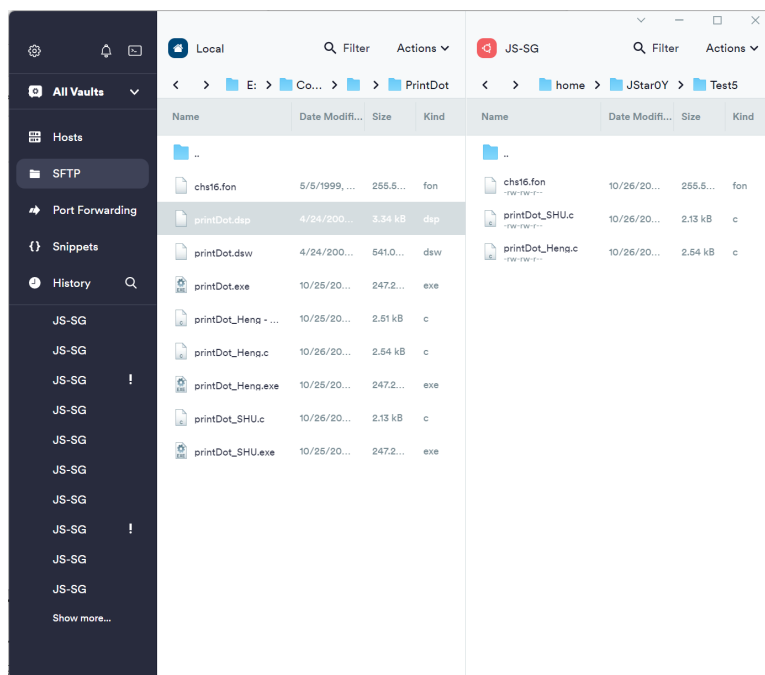 All Vaults
Hosts
SFTP
Port Forwarding
{} Snippets
History
JS-SG
JS-SG
JS-SG !
JS-SG
JS-SG
JS-SG
JS-SG
JS-SG !
JS-SG
JS-SG
Show more...
Local Filter Actions
< > E: > Co... > > PrintDot
Name Date Modifi... Size Kind
..
chs16.fon 5/5/1999, ... 255.5... fon
printDot.dsp 4/24/200... 3.34 kB dsp
printDot.dsw 4/24/200... 541.0... dsw
printDot.exe 10/25/20... 247.2... exe
printDot_Heng - ... 10/25/20... 2.51 kB c
printDot_Heng.c 10/26/20... 2.54 kB c
printDot_Heng.exe 10/25/20... 247.2... exe
printDot_SHU.c 10/26/20... 2.13 kB c
printDot_SHU.exe 10/25/20... 247.2... exe
JS-SG Filter Actions
< > home > JStar0Y > Test5
Name Date Modifi... Size Kind
..
chs16.fon 10/26/20... 255.5... fon
-rw-rw-r--
printDot_SHU.c 10/26/20... 2.13 kB c
-rw-rw-r--
printDot_Heng.c 10/26/20... 2.54 kB c
-rw-rw-r--